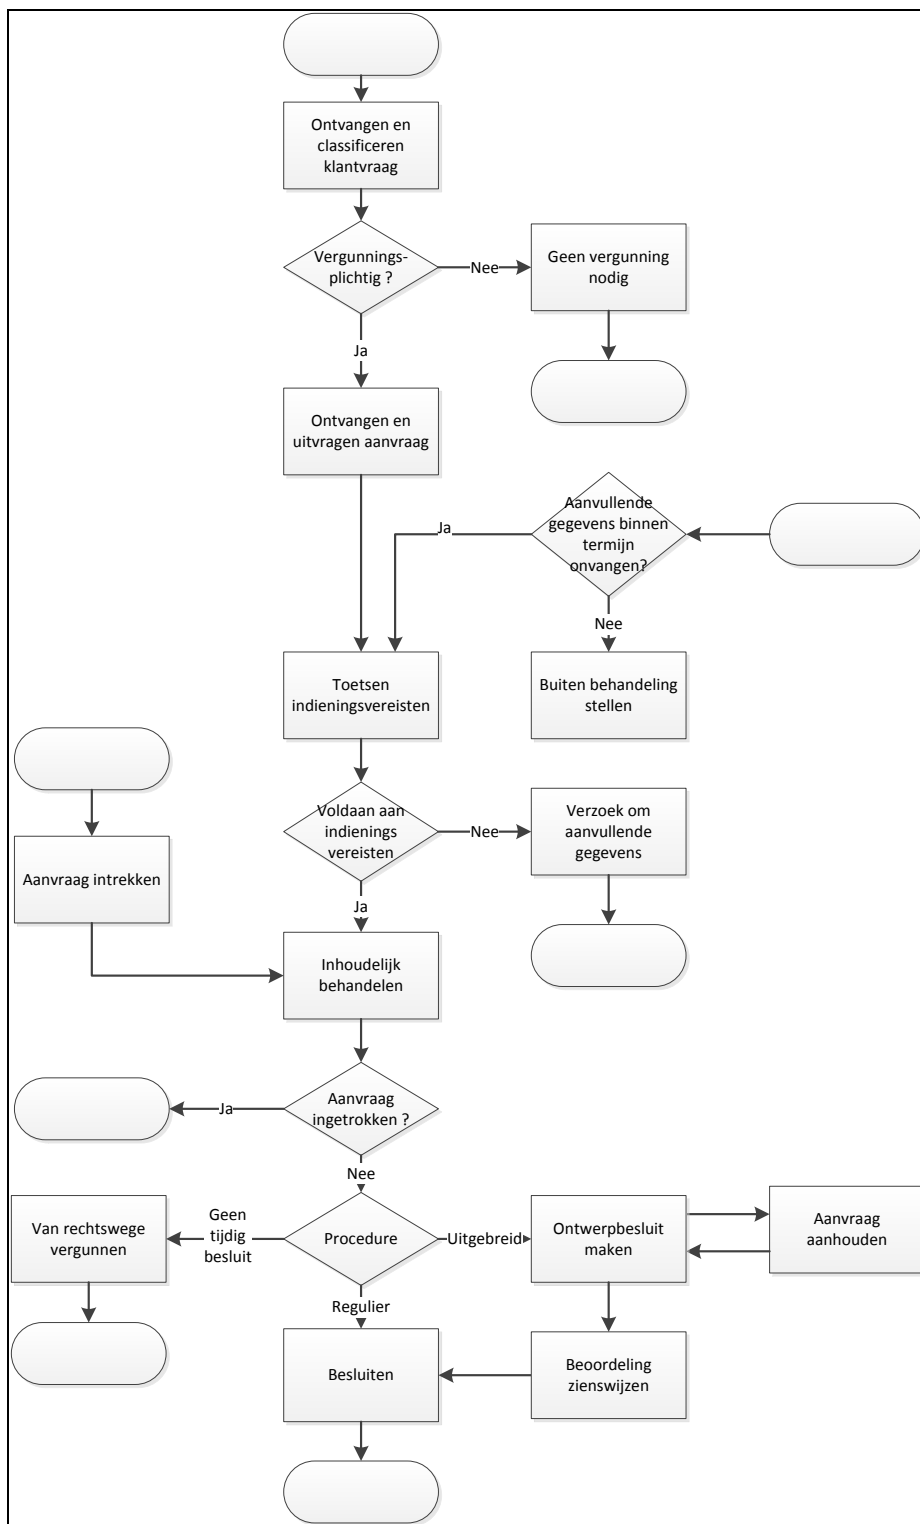 Ontvangen en
classificeren
klantvraag
Vergunnings-
plichtig ?
Nee
Geen vergunning
nodig
Ja
Ontvangen en
uitvragen aanvraag
Aanvullende
gegevens binnen
termijn
onvangen?
Ja
Nee
Toetsen
indieningsvereisten
Buiten behandeling
stellen
Voldaan aan
indienings
vereisten
Nee
Verzoek om
aanvullende
gegevens
Aanvraag intrekken
Ja
Inhoudelijk
behandelen
Aanvraag
ingetrokken ?
Ja
Nee
Van rechtswege
vergunnen
Geen
tijdig
besluit
Procedure
Uitgebreid
Ontwerpbesluit
maken
Aanvraag
aanhouden
Regulier
Besluiten
Beoordeling
zienswijzen